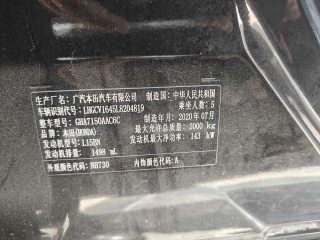 生产厂名：广汽本田汽车有限公司 制造国：中华人民共和国
车辆识别代号：LHGCV1645L8204819 乘坐人数：5
整车型号：GHA7150AAC6C 制造年月：2020年07月
品牌：本田(HONDA) 最大允许总质量：2000 kg
发动机型号：L15BN 发动机最大净功率：143 kW
发动机排量：1498 mL
外观颜色代码：NH730 内饰颜色代码：A